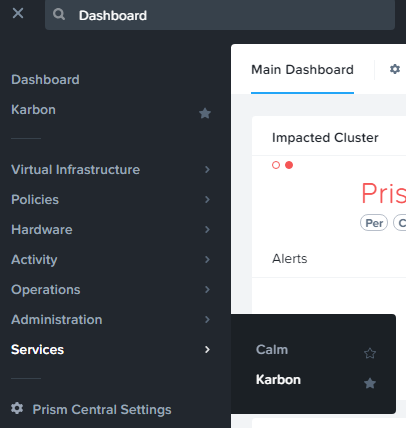 Dashboard
Dashboard
Karbon
Virtual Infrastructure
Policies
Hardware
Activity
Operations
Administration
Services
Prism Central Settings
Main Dashboard
Impacted Cluster
Per
Alerts
Calm
Karbon